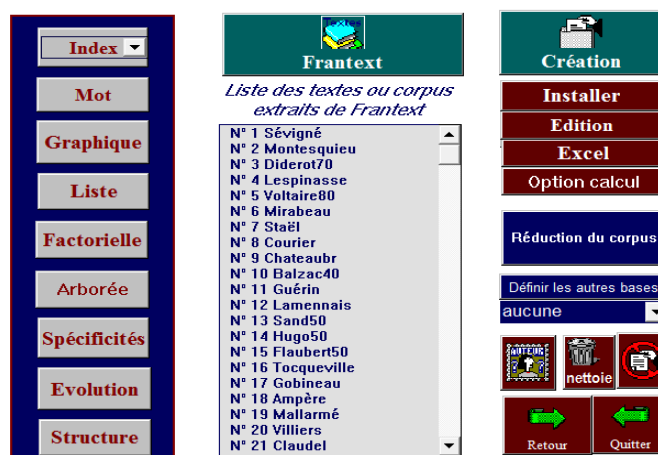 Index
Mot
Graphique
Liste
Factorielle
Arborée
Spécificités
Evolution
Structure
Textes
Frantext
Liste des textes ou corpus
extraits de Frantext
N° 1 Sévigné
N° 2 Montesquieu
N° 3 Diderot70
N° 4 Lespinasse
N° 5 Voltaire80
N° 6 Mirabeau
N° 7 Staël
N° 8 Courier
N° 9 Chateaubr
N° 10 Balzac40
N° 11 Guérin
N° 12 Lamennais
N° 13 Sand50
N° 14 Hugo50
N° 15 Flaubert50
N° 16 Tocqueville
N° 17 Gobineau
N° 18 Ampère
N° 19 Mallarmé
N° 20 Villiers
N° 21 Claudel
Création
Installer
Edition
Excel
Option calcul
Réduction du corpus
Définir les autres bases
aucune
AUTEUR
nettoie
Retour
Quitter